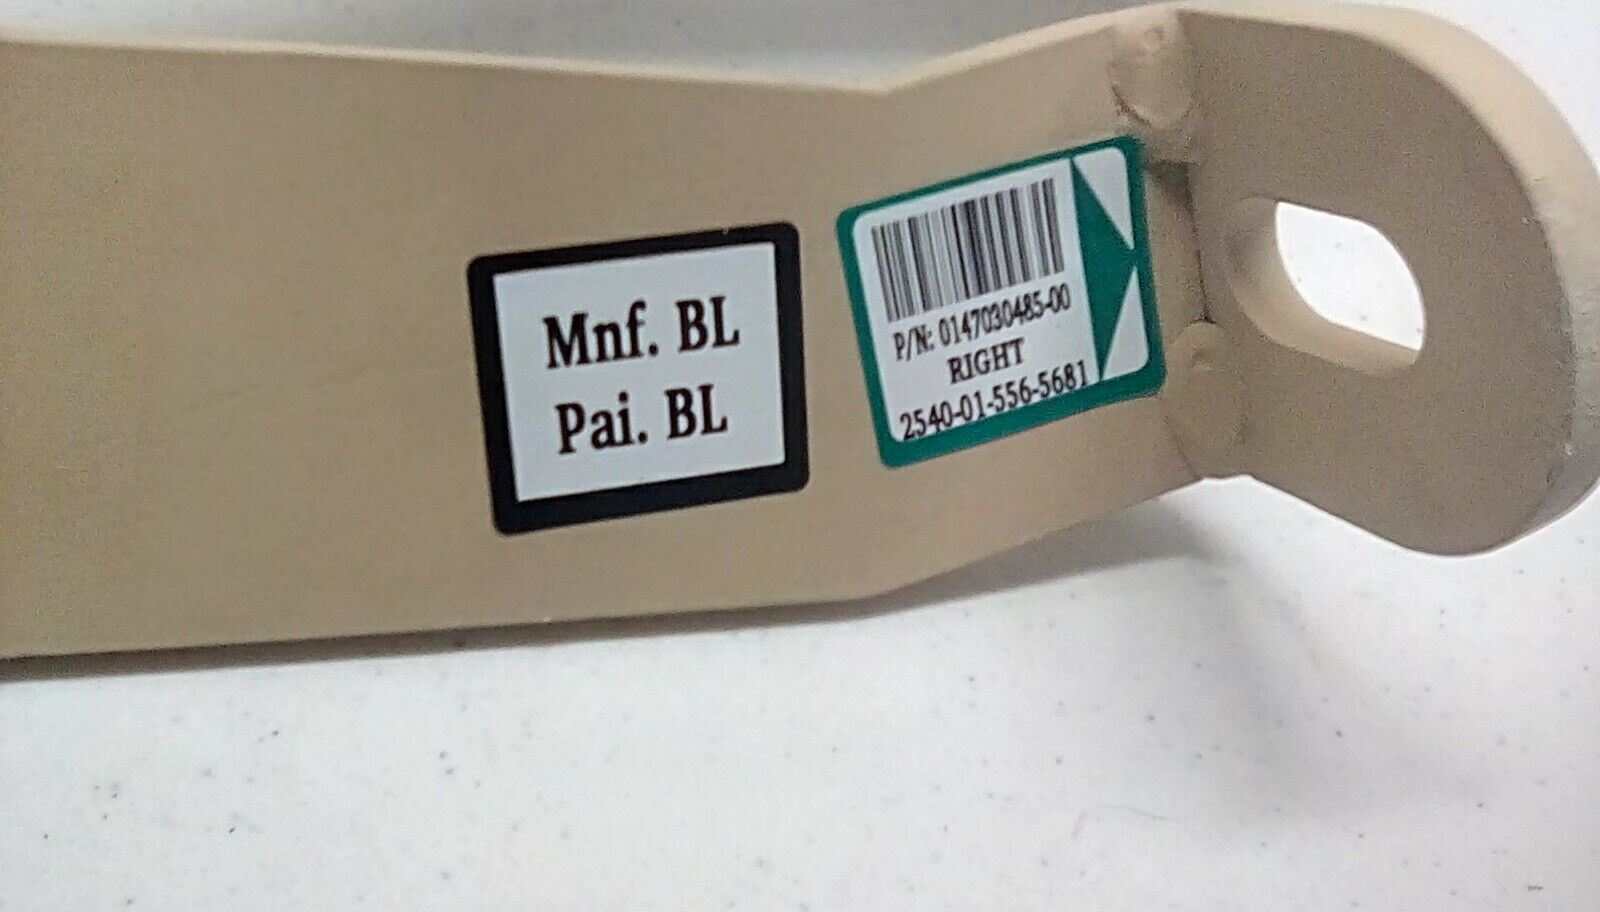 Mnf. BL
Pai. BL
P/N: 0147030485-00
RIGHT
2540-01-556-5681